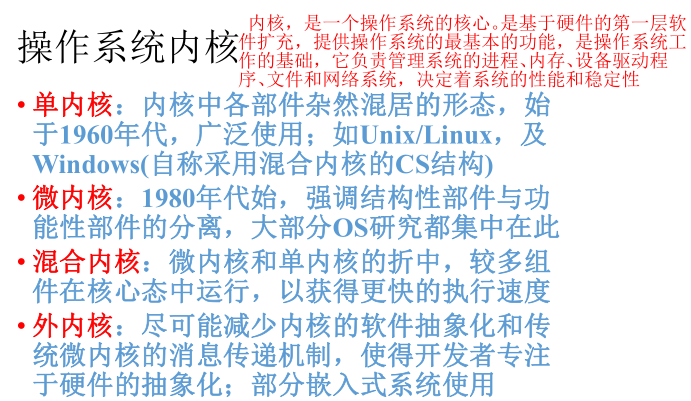 操作系统内核
内核，是一个操作系统的核心。是基于硬件的第一层软
件扩充，提供操作系统的最基本的功能，是操作系统工
作的基础，它负责管理系统的进程、内存、设备驱动程
序、文件和网络系统，决定着系统的性能和稳定性
• 单内核：内核中各部件杂然混居的形态，始
于1960年代，广泛使用；如Unix/Linux，及
Windows(自称采用混合内核的CS结构)
• 微内核：1980年代始，强调结构性部件与功
能性部件的分离，大部分OS研究都集中在此
• 混合内核：微内核和单内核的折中，较多组
件在核心态中运行，以获得更快的执行速度
• 外内核：尽可能减少内核的软件抽象化和传
统微内核的消息传递机制，使得开发者专注
于硬件的抽象化；部分嵌入式系统使用